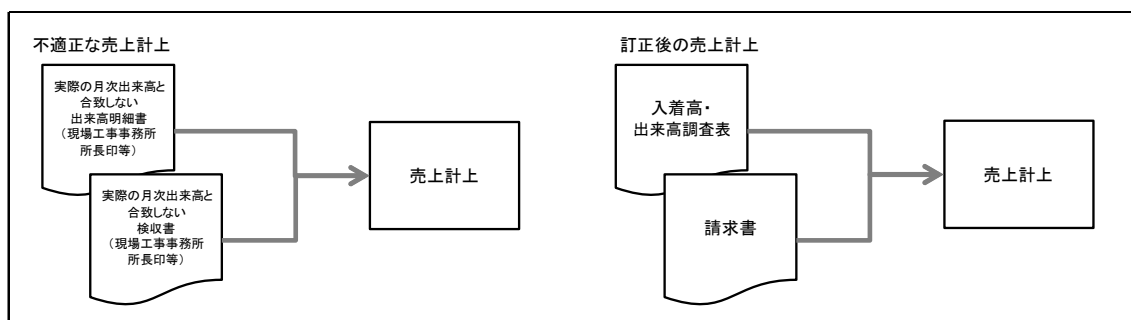 不適正な売上計上
実際の月次出来高と
合致しない
出来高明細書
(現場工事事務所
所長印等)
実際の月次出来高と
合致しない
検収書
(現場工事事務所
所長印等)
売上計上
訂正後の売上計上
入着高・
出来高調査表
請求書
売上計上